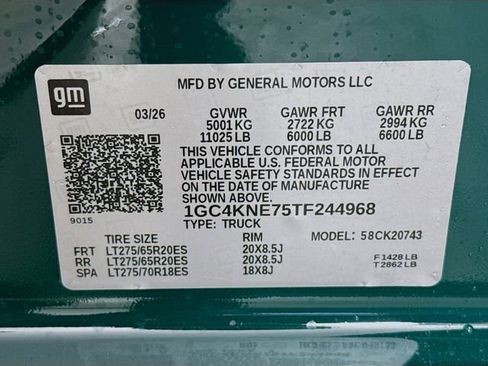 gm
MFD BY GENERAL MOTORS LLC
03/26 GVWR GAWR FRT GAWR RR
5001 KG 2722 KG 2994 KG
11025 LB 6000 LB 6600 LB
THIS VEHICLE CONFORMS TO ALL
APPLICABLE U.S. FEDERAL MOTOR
VEHICLE SAFETY STANDARDS IN EFFECT
ON THE DATE OF MANUFACTURE
SHOWN ABOVE.
9015 1GC4KNE75TF244968
TYPE: TRUCK
TIRE SIZE RIM MODEL: 58CK20743
FRT LT275/65R20ES 20X8.5J F 1428 LB
RR LT275/65R20ES 20X8.5J T 2862 LB
SPA LT275/70R18ES 18X8J